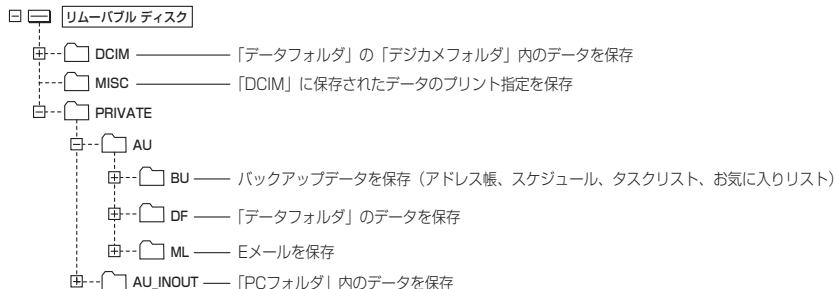 リムーバブル ディスク
DCIM 「データフォルダ」の「デジカメフォルダ」内のデータを保存
MISC 「DCIM」に保存されたデータのプリント指定を保存
PRIVATE
AU
BU バックアップデータを保存（アドレス帳、スケジュール、タスクリスト、お気に入りリスト）
DF 「データフォルダ」のデータを保存
ML Eメールを保存
AU_INOUT 「PCフォルダ」内のデータを保存